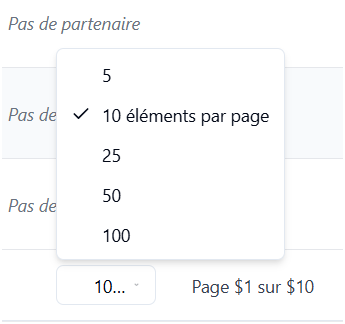 Pas de partenaire
5
Pas de
10 éléments par page
25
50
Pas de
100
10...
Page $1 sur $10